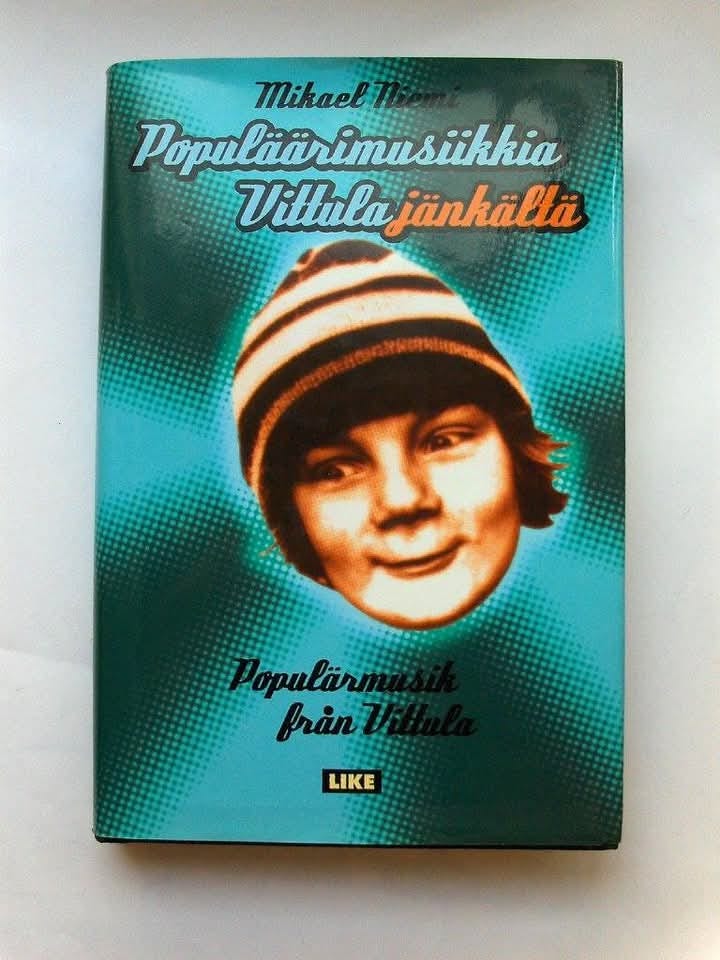 Mikael Niemi
Populäärimusiikkia
Vittulajänkältä
Populärmusik
från Vittula
LIKE